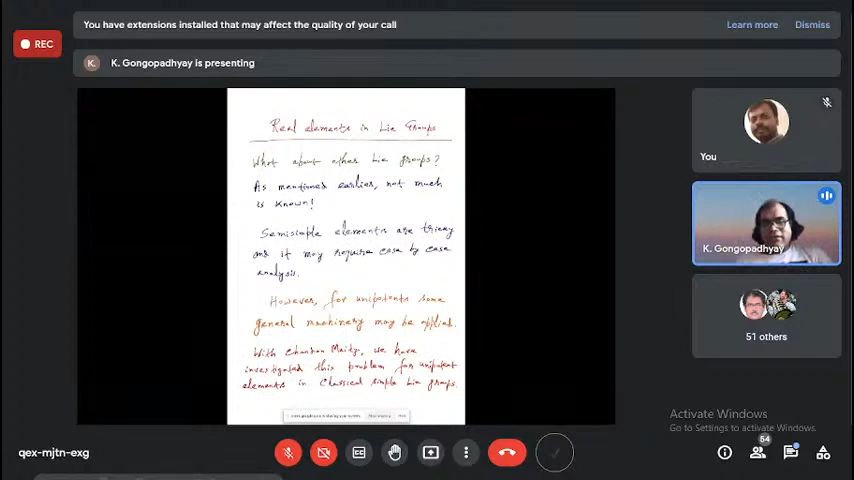 You have extensions installed that may affect the quality of your call
Learn more
Dismiss
REC
K.
K. Gongopadhyay is presenting
Real elements in Lie Groups
What about other Lie groups?
As mentioned earlier, not much
is known!
Semisimple elements are tricky
and it may require case by case
analysis.
However, for unipotents some
general machinery may be applied.
With Chandan Maity, we have
investigated this problem for unipotent
elements in Classical simple Lie groups.
You
K. Gongopadhyay
51 others
Activate Windows
Go to Settings to activate Windows.
qex-mjtn-exg
54